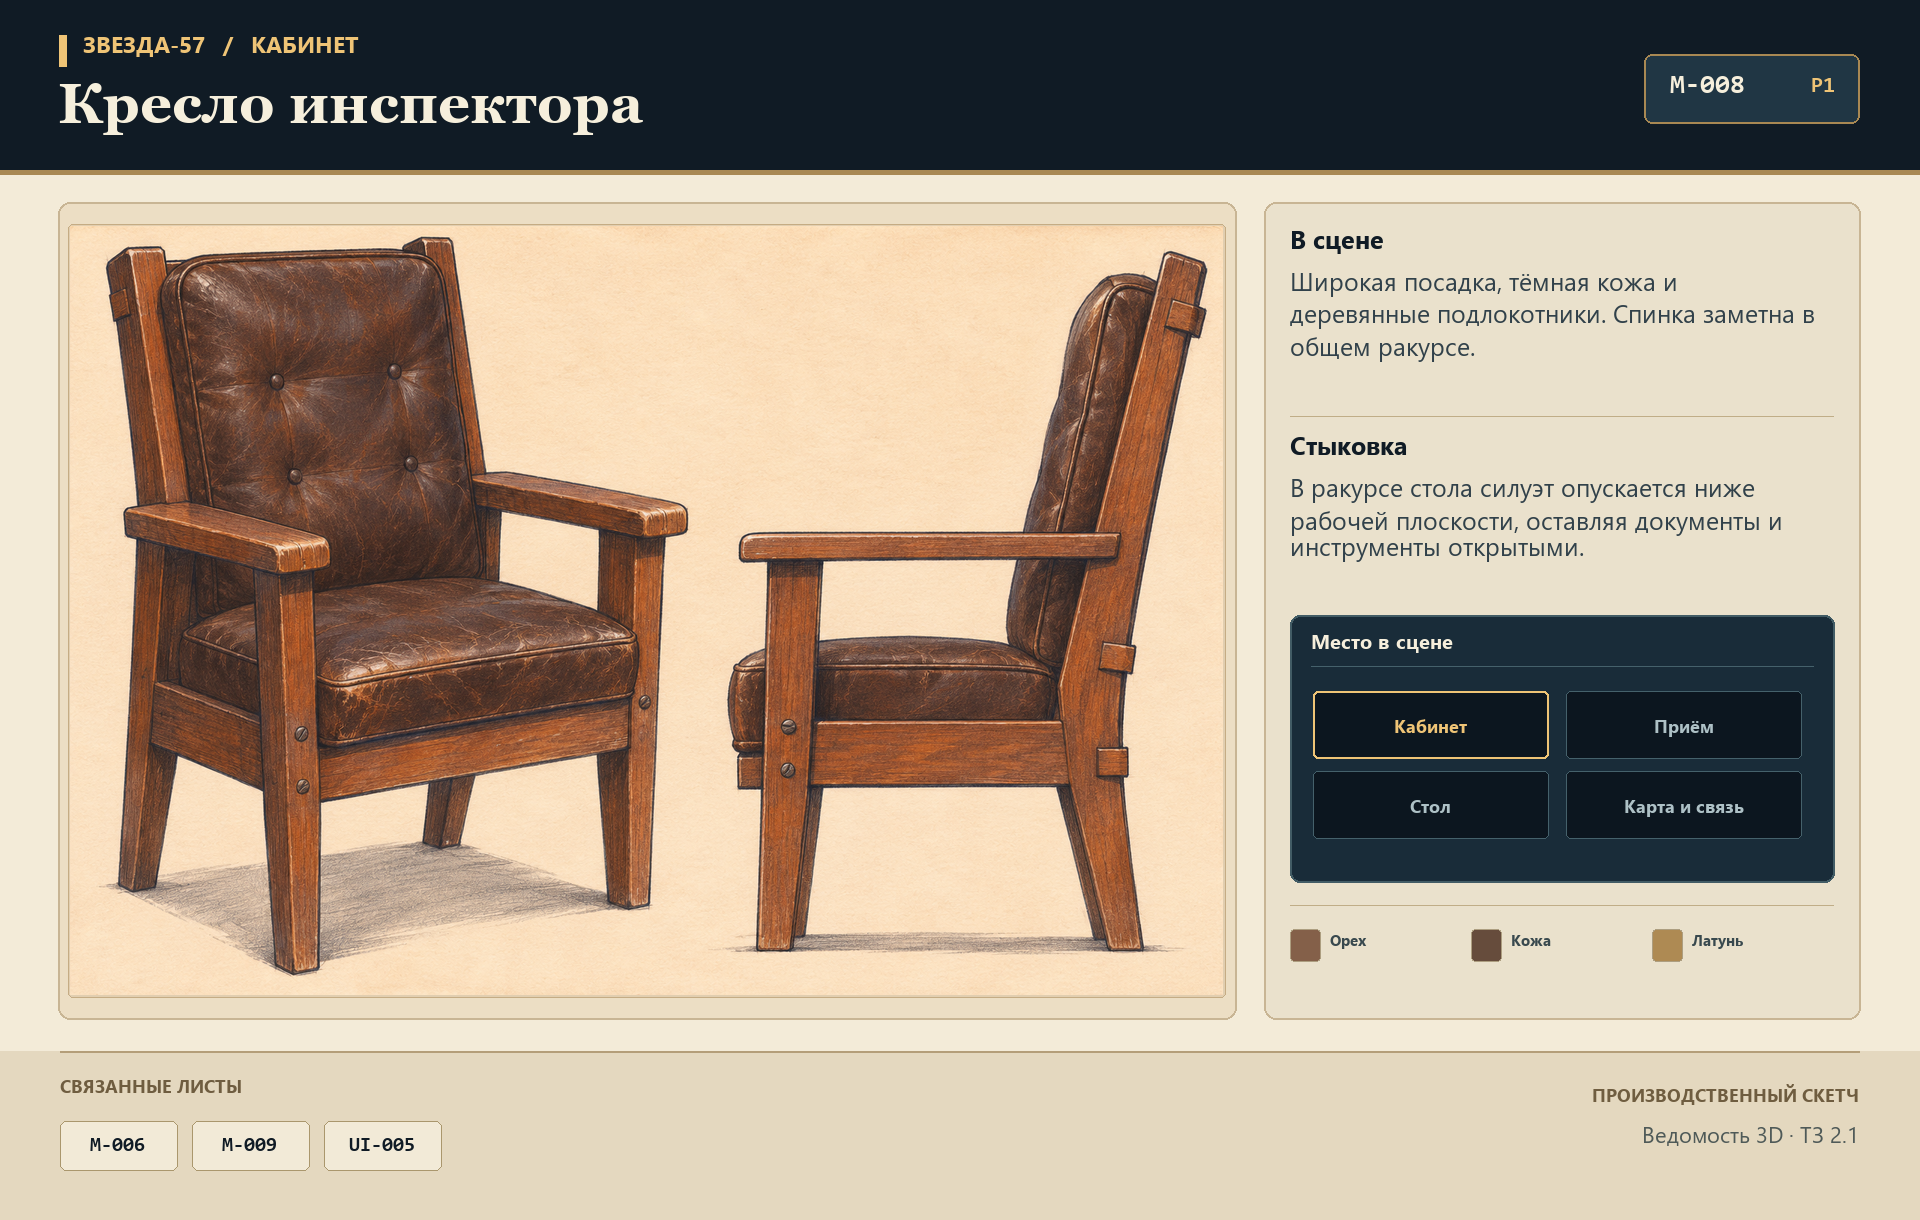 ЗВЕЗДА-57 / КАБИНЕТ
Кресло инспектора
M-008 P1
В сцене
Широкая посадка, тёмная кожа и
деревянные подлокотники. Спинка заметна в
общем ракурсе.
Стыковка
В ракурсе стола силуэт опускается ниже
рабочей плоскости, оставляя документы и
инструменты открытыми.
Место в сцене
Кабинет Приём
Стол Карта и связь
Орех Кожа Латунь
СВЯЗАННЫЕ ЛИСТЫ
M-006 M-009 UI-005
ПРОИЗВОДСТВЕННЫЙ СКЕТЧ
Ведомость 3D · ТЗ 2.1